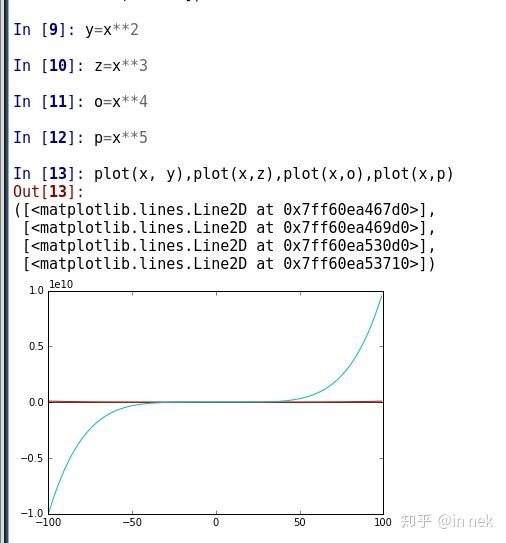 In [9]: y=x**2
In [10]: z=x**3
In [11]: o=x**4
In [12]: p=x**5
In [13]: plot(x, y),plot(x,z),plot(x,o),plot(x,p)
Out[13]:
([<matplotlib.lines.Line2D at 0x7ff60ea467d0>],
 [<matplotlib.lines.Line2D at 0x7ff60ea469d0>],
 [<matplotlib.lines.Line2D at 0x7ff60ea530d0>],
 [<matplotlib.lines.Line2D at 0x7ff60ea53710>])
1e10
1.0
0.5
0.0
−0.5
−1.0
−100 −50 0 50 100
知乎 @in nek